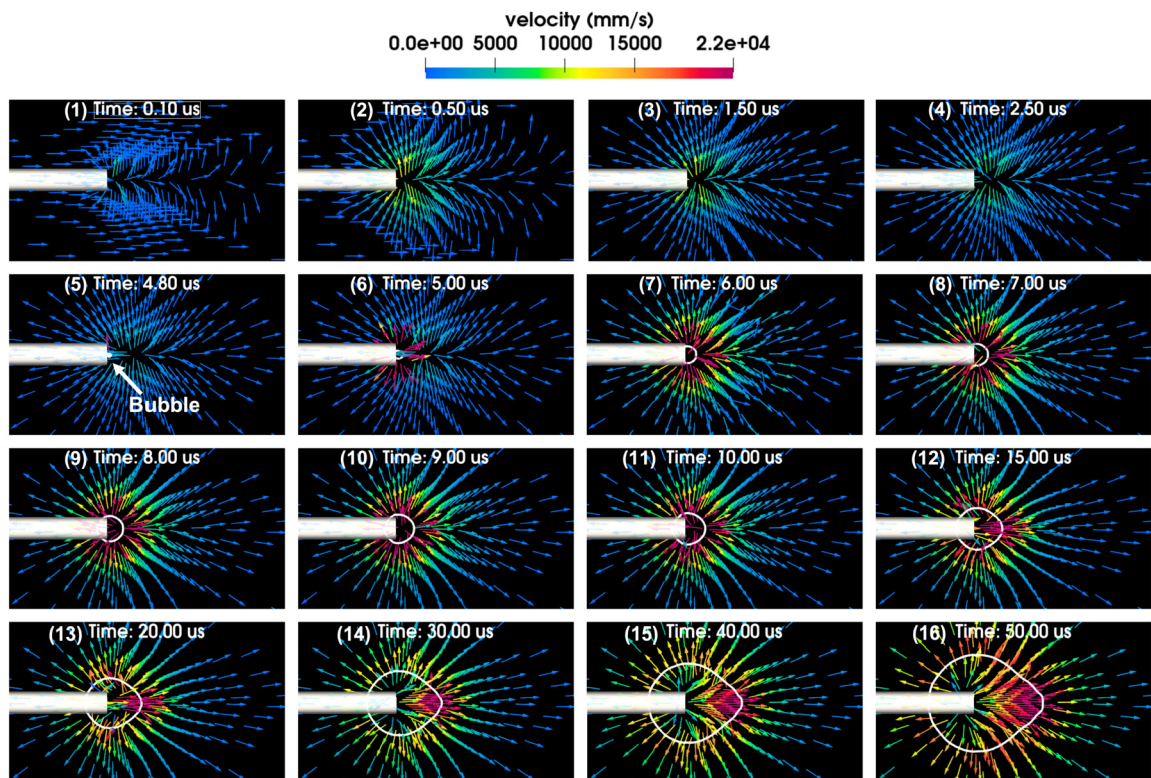 velocity (mm/s)
0.0e+00 5000 10000 15000 2.2e+04
(1) Time: 0.10 us
(2) Time: 0.50 us
(3) Time: 1.50 us
(4) Time: 2.50 us
(5) Time: 4.80 us
Bubble
(6) Time: 5.00 us
(7) Time: 6.00 us
(8) Time: 7.00 us
(9) Time: 8.00 us
(10) Time: 9.00 us
(11) Time: 10.00 us
(12) Time: 15.00 us
(13) Time: 20.00 us
(14) Time: 30.00 us
(15) Time: 40.00 us
(16) Time: 50.00 us